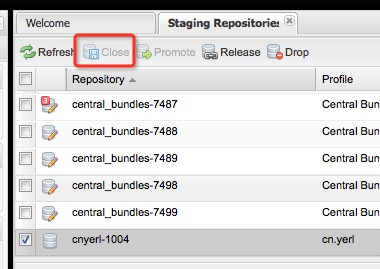 Welcome
Staging Repositories
Refresh Close Promote Release Drop
Repository Profile
3 central_bundles-7487 Central Bun
central_bundles-7488 Central Bun
central_bundles-7489 Central Bun
central_bundles-7498 Central Bun
central_bundles-7499 Central Bun
cnyerl-1004 cn.yerl